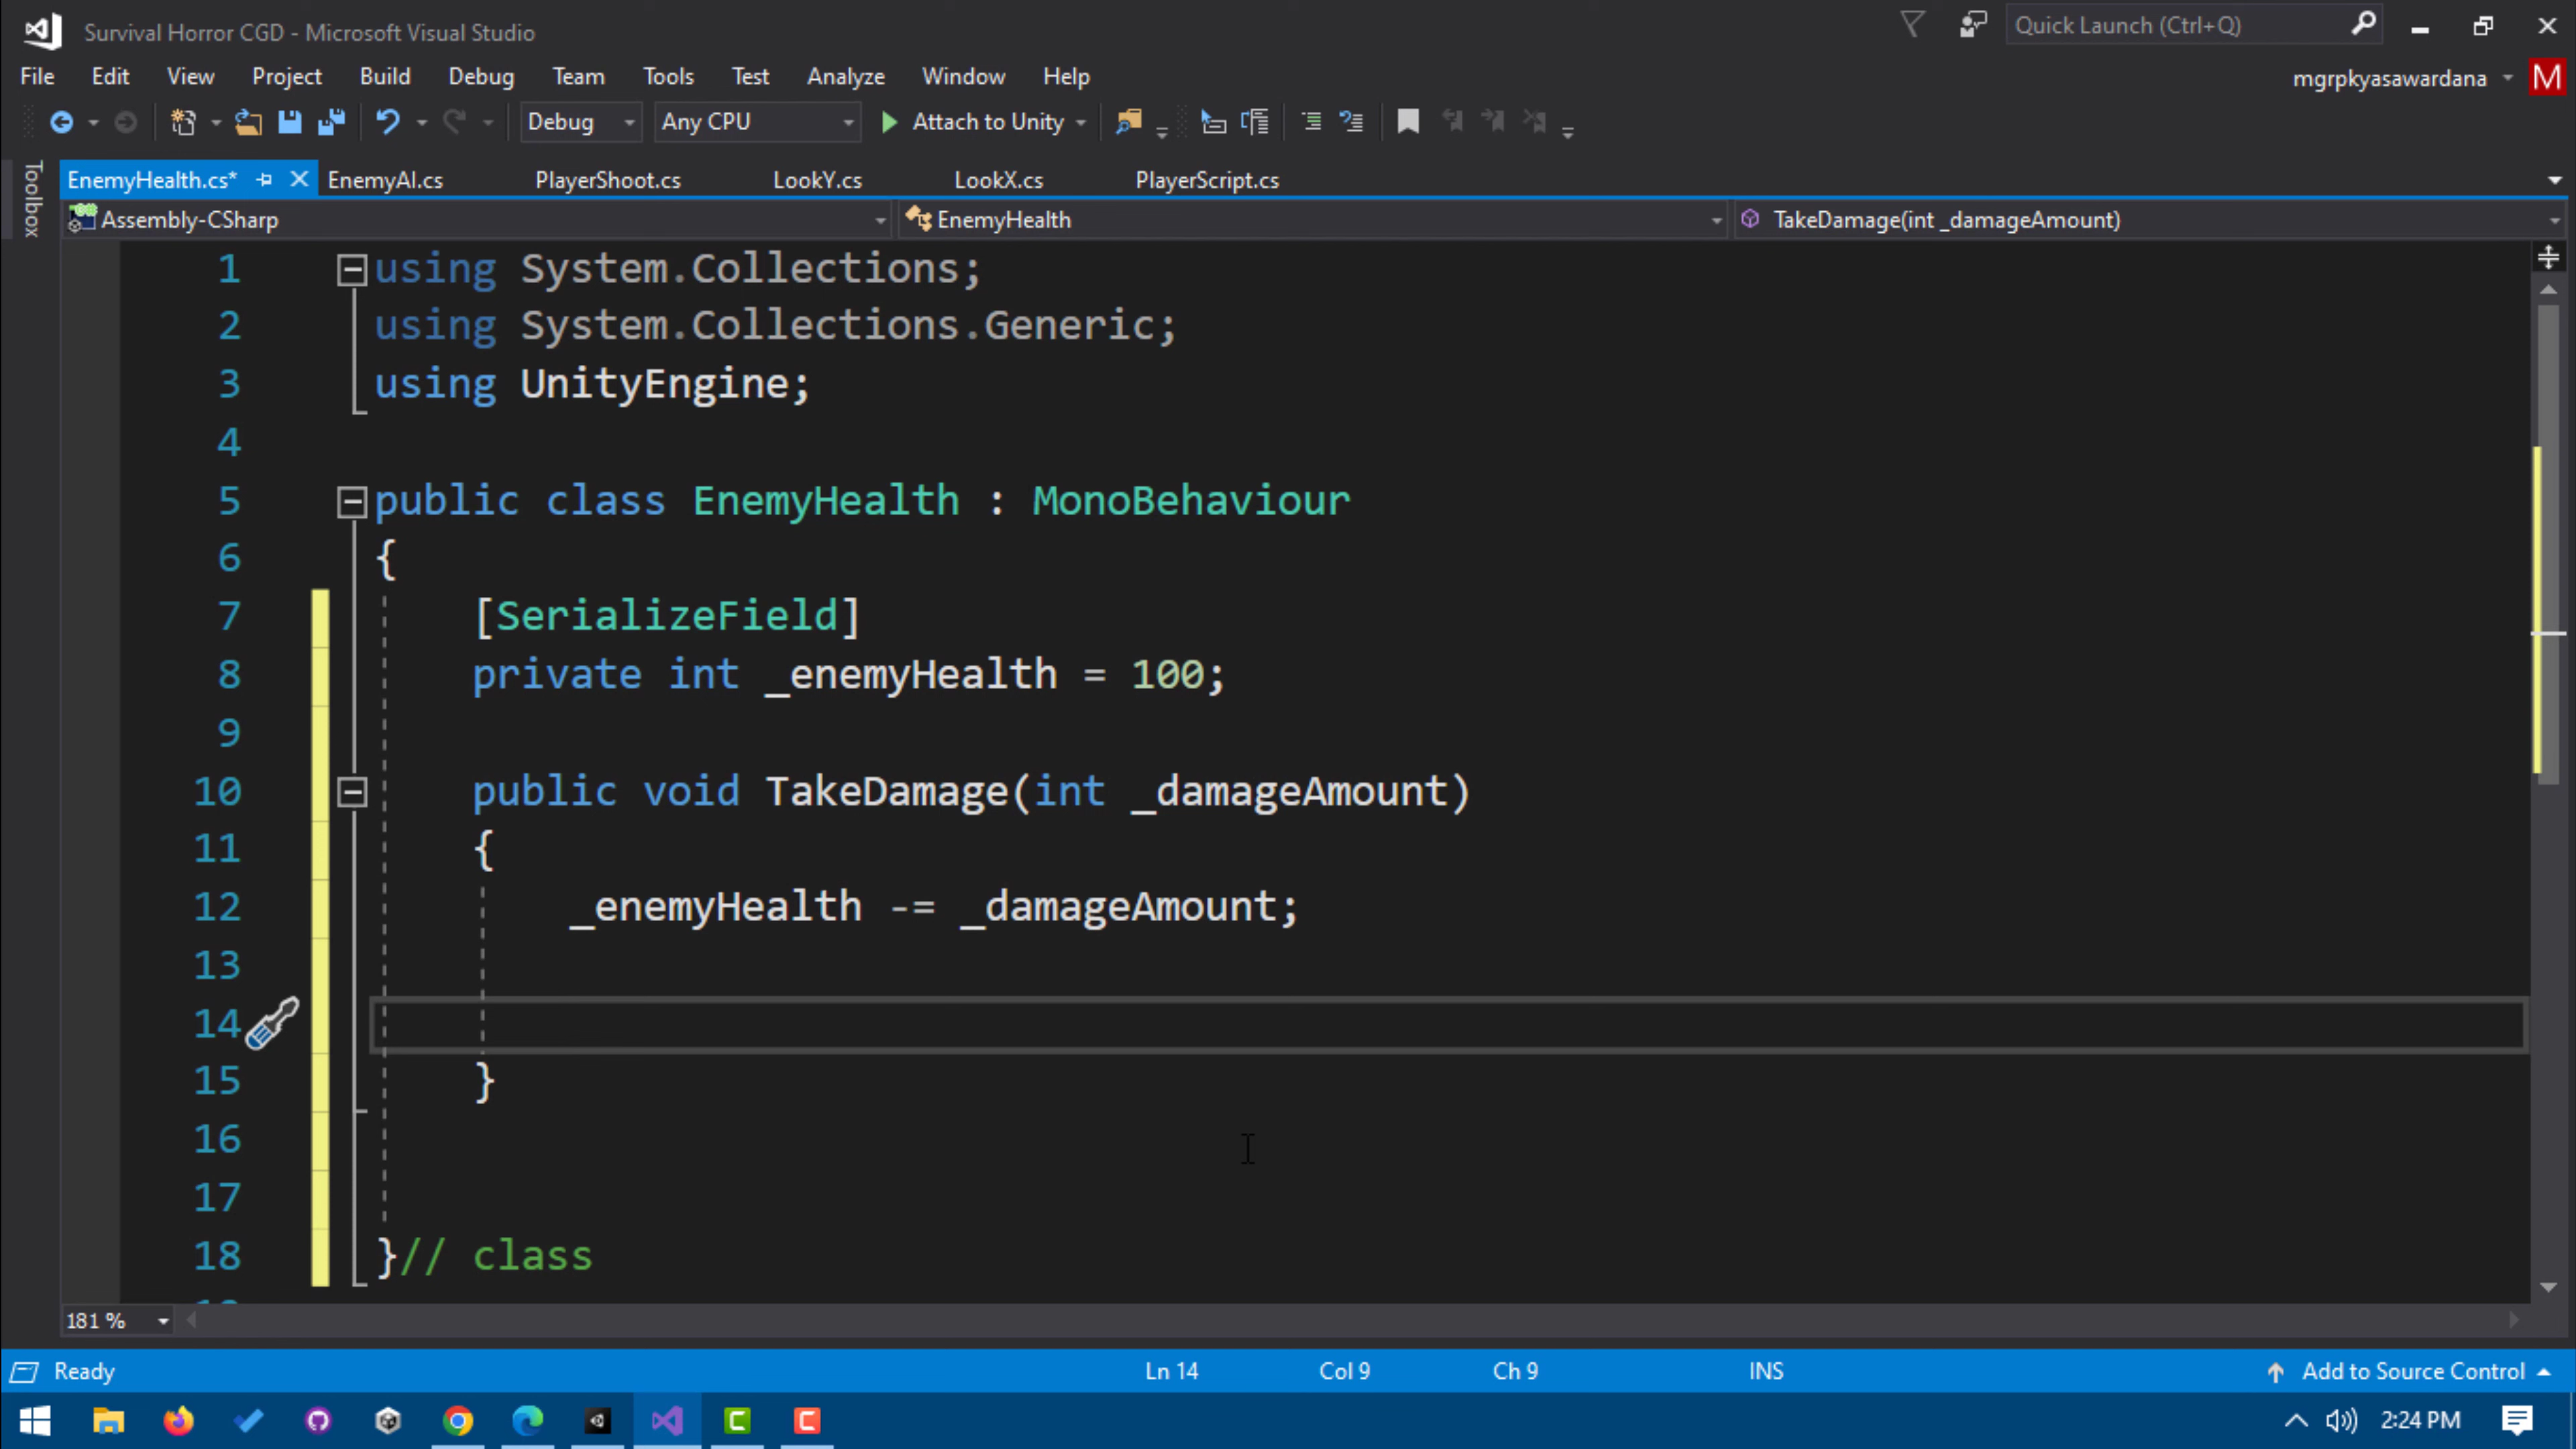 Survival Horror CGD - Microsoft Visual Studio
Quick Launch (Ctrl+Q)
File Edit View Project Build Debug Team Tools Test Analyze Window Help
mgrpkyasawardana M
Debug Any CPU Attach to Unity
Toolbox
EnemyHealth.cs* EnemyAI.cs PlayerShoot.cs LookY.cs LookX.cs PlayerScript.cs
Assembly-CSharp EnemyHealth TakeDamage(int _damageAmount)
1 using System.Collections;
2 using System.Collections.Generic;
3 using UnityEngine;
4
5 public class EnemyHealth : MonoBehaviour
6 {
7 [SerializeField]
8 private int _enemyHealth = 100;
9
10 public void TakeDamage(int _damageAmount)
11 {
12 _enemyHealth -= _damageAmount;
13
14
15 }
16
17
18 }// class
181 %
Ready Ln 14 Col 9 Ch 9 INS Add to Source Control
2:24 PM